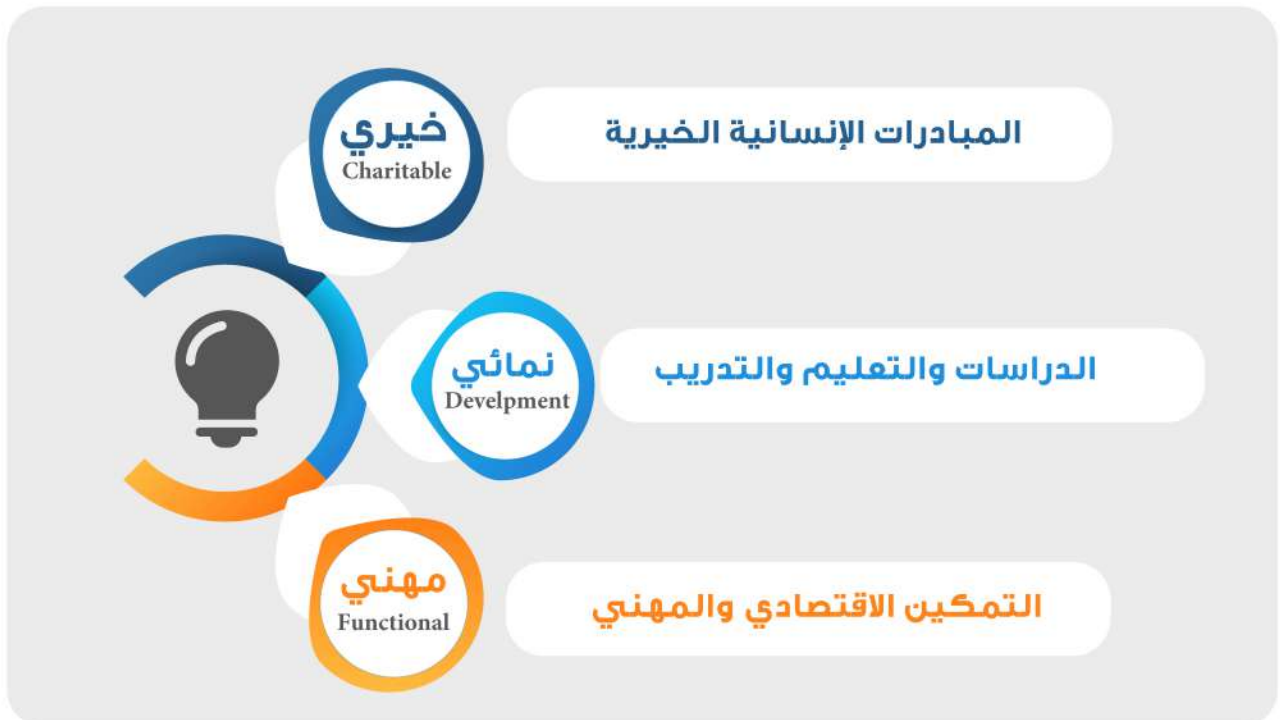 خيري
Charitable
المبادرات الإنسانية الخيرية
نمائي
Develpment
الدراسات والتعليم والتدريب
مهني
Functional
التمكين الاقتصادي والمهني